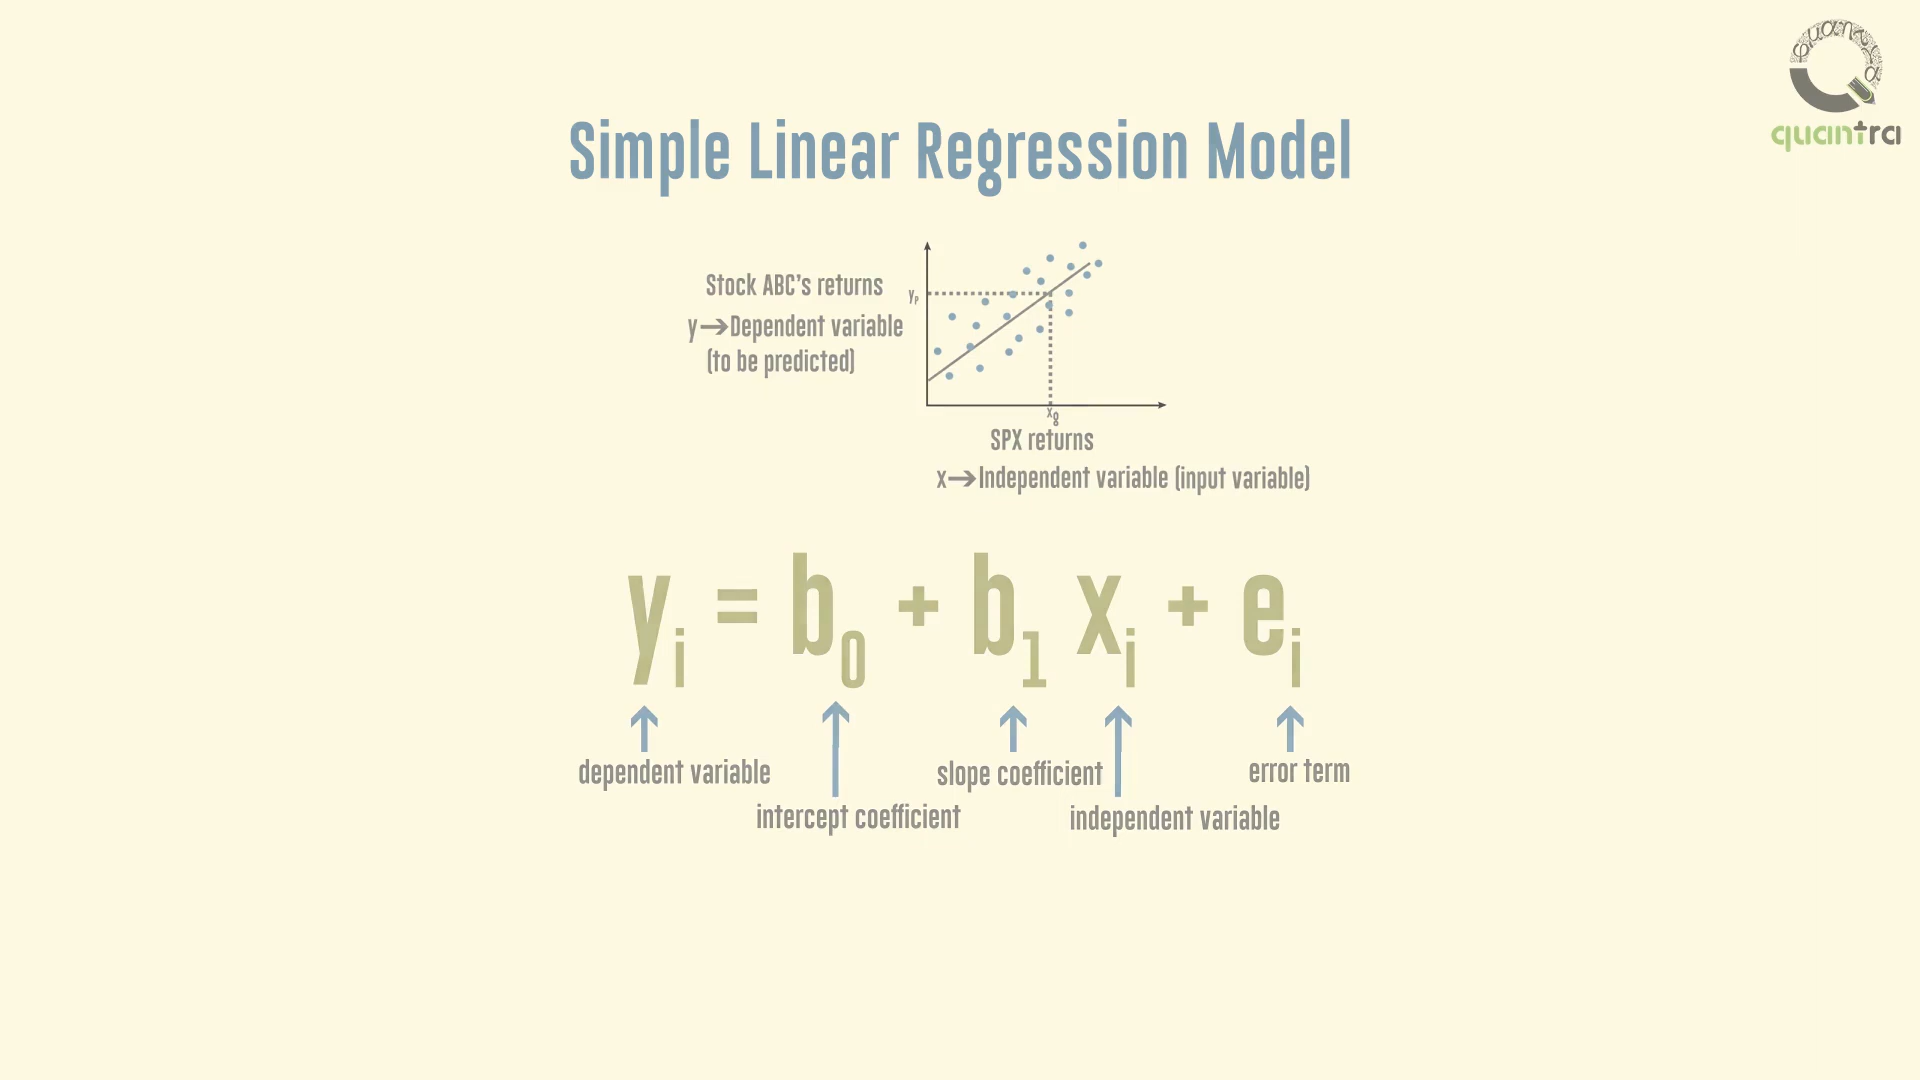 quantra
Simple Linear Regression Model
Stock ABC's returns
y→Dependent variable
(to be predicted)
yₚ
x₈
SPX returns
x→Independent variable (input variable)
yᵢ = b₀ + b₁ xᵢ + eᵢ
dependent variable
intercept coefficient
slope coefficient
independent variable
error term